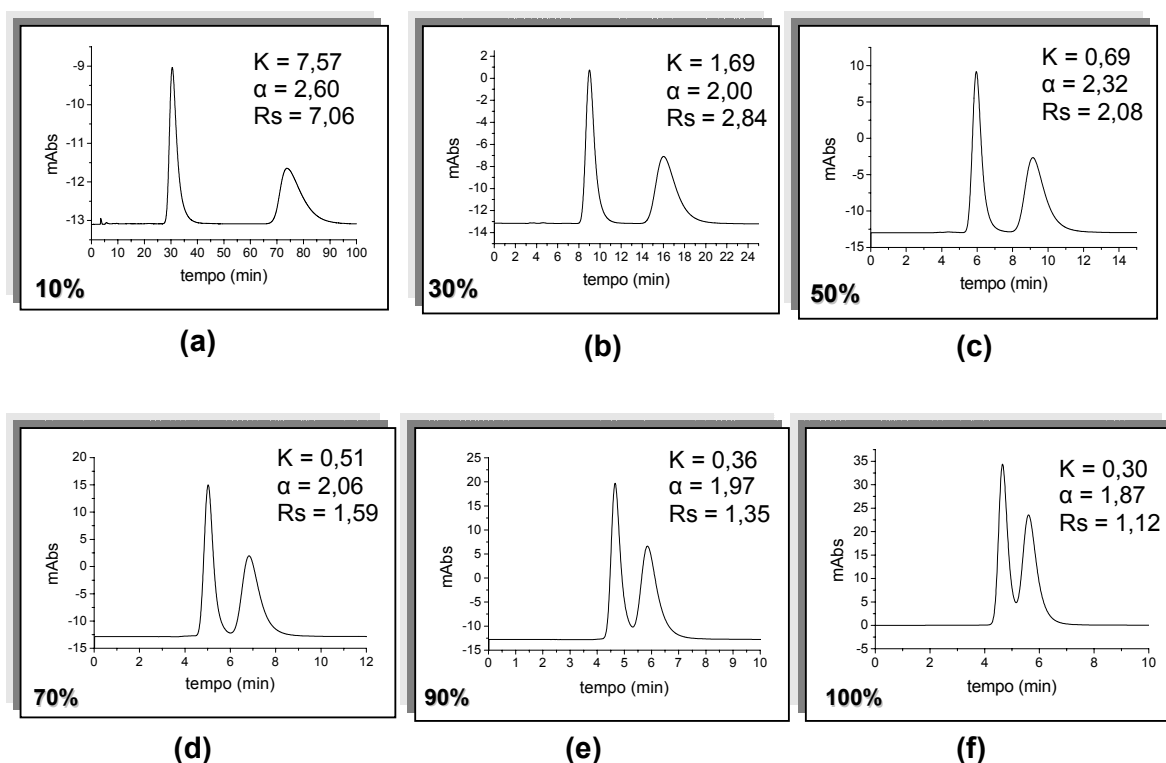 K = 7,57
α = 2,60
Rs = 7,06
mAbs
-9
-10
-11
-12
-13
0 10 20 30 40 50 60 70 80 90 100
tempo (min)
10%
(a)
K = 1,69
α = 2,00
Rs = 2,84
mAbs
2
0
-2
-4
-6
-8
-10
-12
-14
0 2 4 6 8 10 12 14 16 18 20 22 24
tempo (min)
30%
(b)
K = 0,69
α = 2,32
Rs = 2,08
mAbs
10
5
0
-5
-10
-15
0 2 4 6 8 10 12 14
tempo (min)
50%
(c)
K = 0,51
α = 2,06
Rs = 1,59
mAbs
20
15
10
5
0
-5
-10
-15
0 2 4 6 8 10 12
tempo (min)
70%
(d)
K = 0,36
α = 1,97
Rs = 1,35
mAbs
25
20
15
10
5
0
-5
-10
-15
0 1 2 3 4 5 6 7 8 9 10
tempo (min)
90%
(e)
K = 0,30
α = 1,87
Rs = 1,12
mAbs
35
30
25
20
15
10
5
0
-5
0 2 4 6 8 10
tempo (min)
100%
(f)